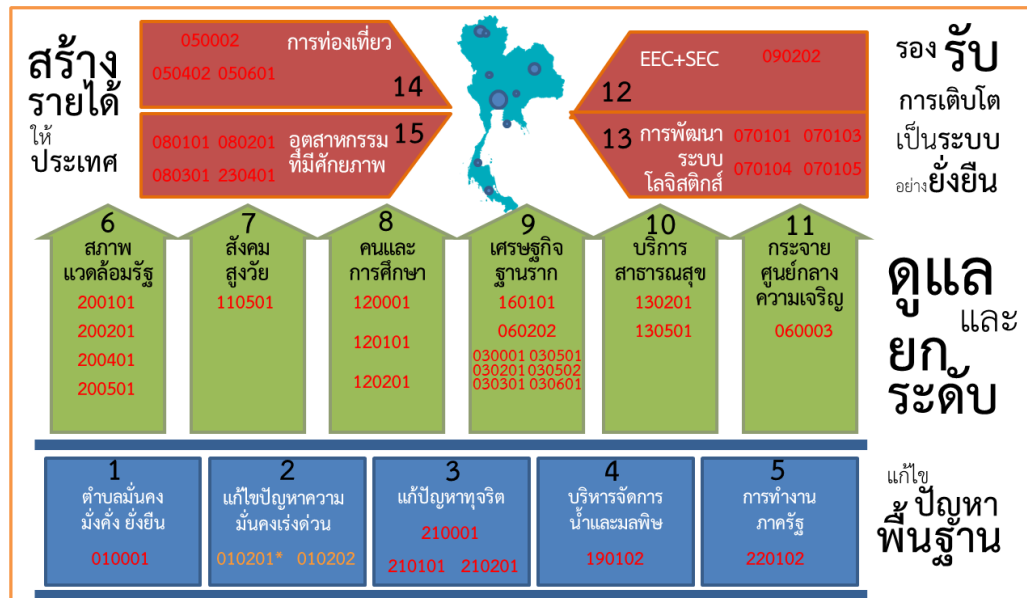 สร้าง
รายได้
ให้
ประเทศ
050002 การท่องเที่ยว
050402 050601
14
080101 080201 อุตสาหกรรม 15
ที่มีศักยภาพ
080301 230401
EEC+SEC 090202
12
13 การพัฒนา 070101 070103
ระบบ
โลจิสติกส์ 070104 070105
รอง รับ
การเติบโต
เป็นระบบ
อย่างยั่งยืน
6
สภาพ
แวดล้อมรัฐ
200101
200201
200401
200501
7
สังคม
สูงวัย
110501
8
คนและ
การศึกษา
120001
120101
120201
9
เศรษฐกิจ
ฐานราก
160101
060202
030001 030501
030201 030502
030301 030601
10
บริการ
สาธารณสุข
130201
130501
11
กระจาย
ศูนย์กลาง
ความเจริญ
060003
ดูแล
และ
ยก
ระดับ
1
ตำบลมั่นคง
มั่งคั่ง ยั่งยืน
010001
2
แก้ไขปัญหาความ
มั่นคงเร่งด่วน
010201* 010202
3
แก้ปัญหาทุจริต
210001
210101 210201
4
บริหารจัดการ
น้ำและมลพิษ
190102
5
การทำงาน
ภาครัฐ
220102
แก้ไข
ปัญหา
พื้นฐาน